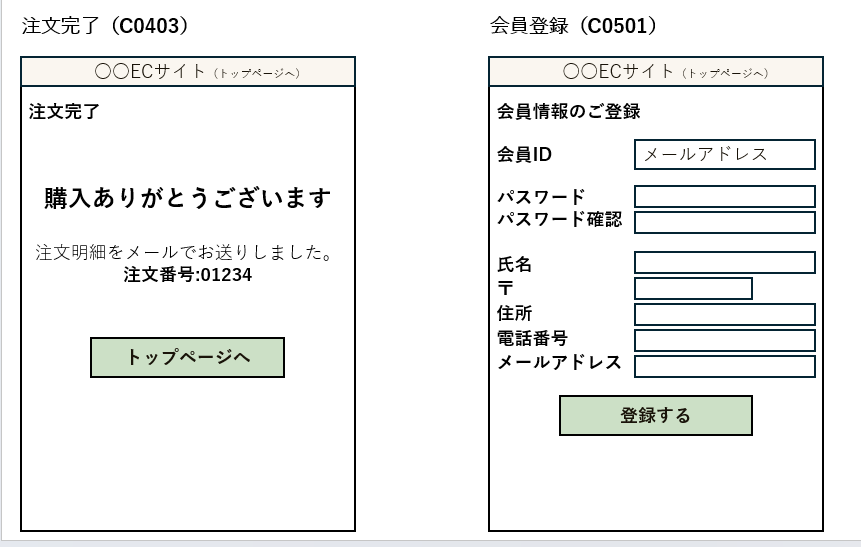 注文完了（C0403）
〇〇ECサイト（トップページへ）
注文完了
購入ありがとうございます
注文明細をメールでお送りしました。
注文番号:01234
トップページへ
会員登録（C0501）
〇〇ECサイト（トップページへ）
会員情報のご登録
会員ID メールアドレス
パスワード
パスワード確認
氏名
〒
住所
電話番号
メールアドレス
登録する